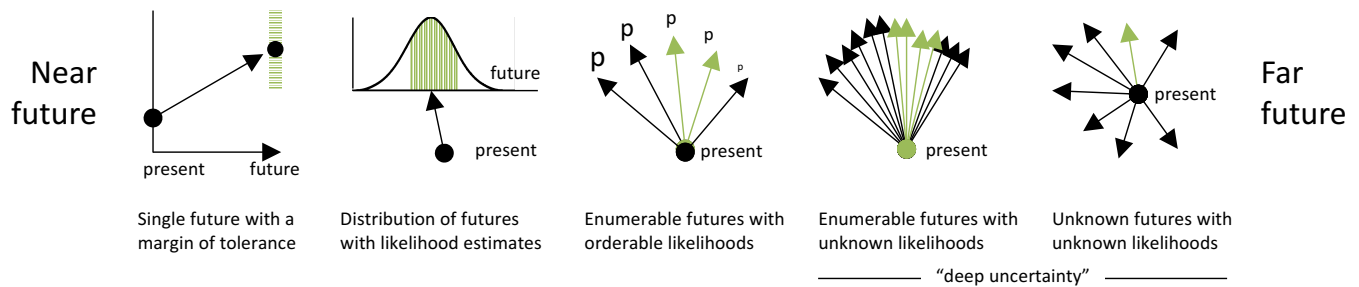 Near
future
present
future
Single future with a
margin of tolerance
future
present
Distribution of futures
with likelihood estimates
p
p
p
p
p
present
Enumerable futures with
orderable likelihoods
present
Enumerable futures with
unknown likelihoods
present
Unknown futures with
unknown likelihoods
“deep uncertainty”
Far
future